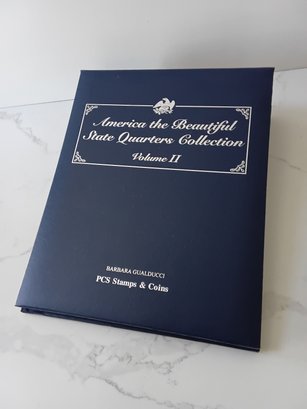 America the Beautiful
State Quarters Collection
Volume II
BARBARA GUALDUCCI
PCS Stamps & Coins